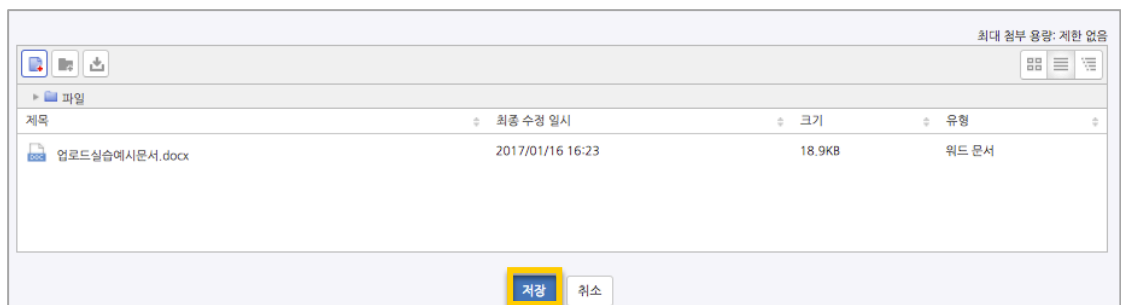 최대 첨부 용량: 제한 없음
파일
제목 최종 수정 일시 크기 유형
DOC 업로드실습예시문서.docx 2017/01/16 16:23 18.9KB 워드 문서
저장 취소